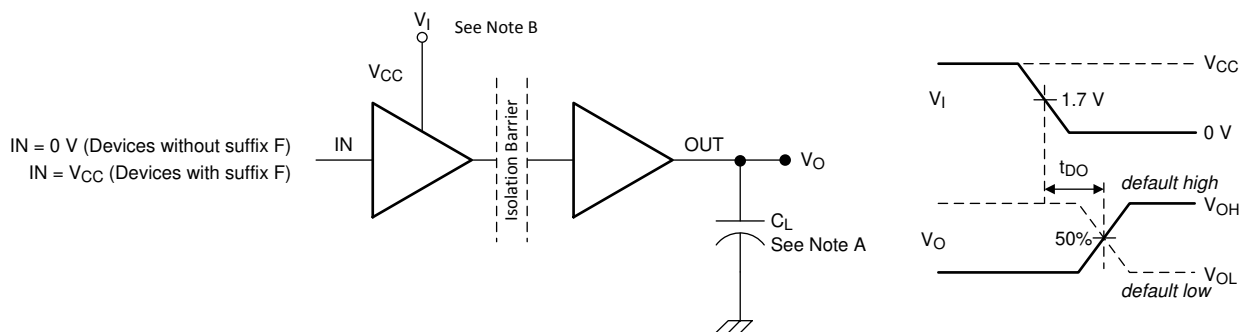 V_I
See Note B
V_CC
IN = 0 V (Devices without suffix F)
IN = V_CC (Devices with suffix F)
IN
Isolation Barrier
OUT
V_O
C_L
See Note A
V_CC
V_I
1.7 V
0 V
t_DO
default high
V_OH
V_O
50%
V_OL
default low